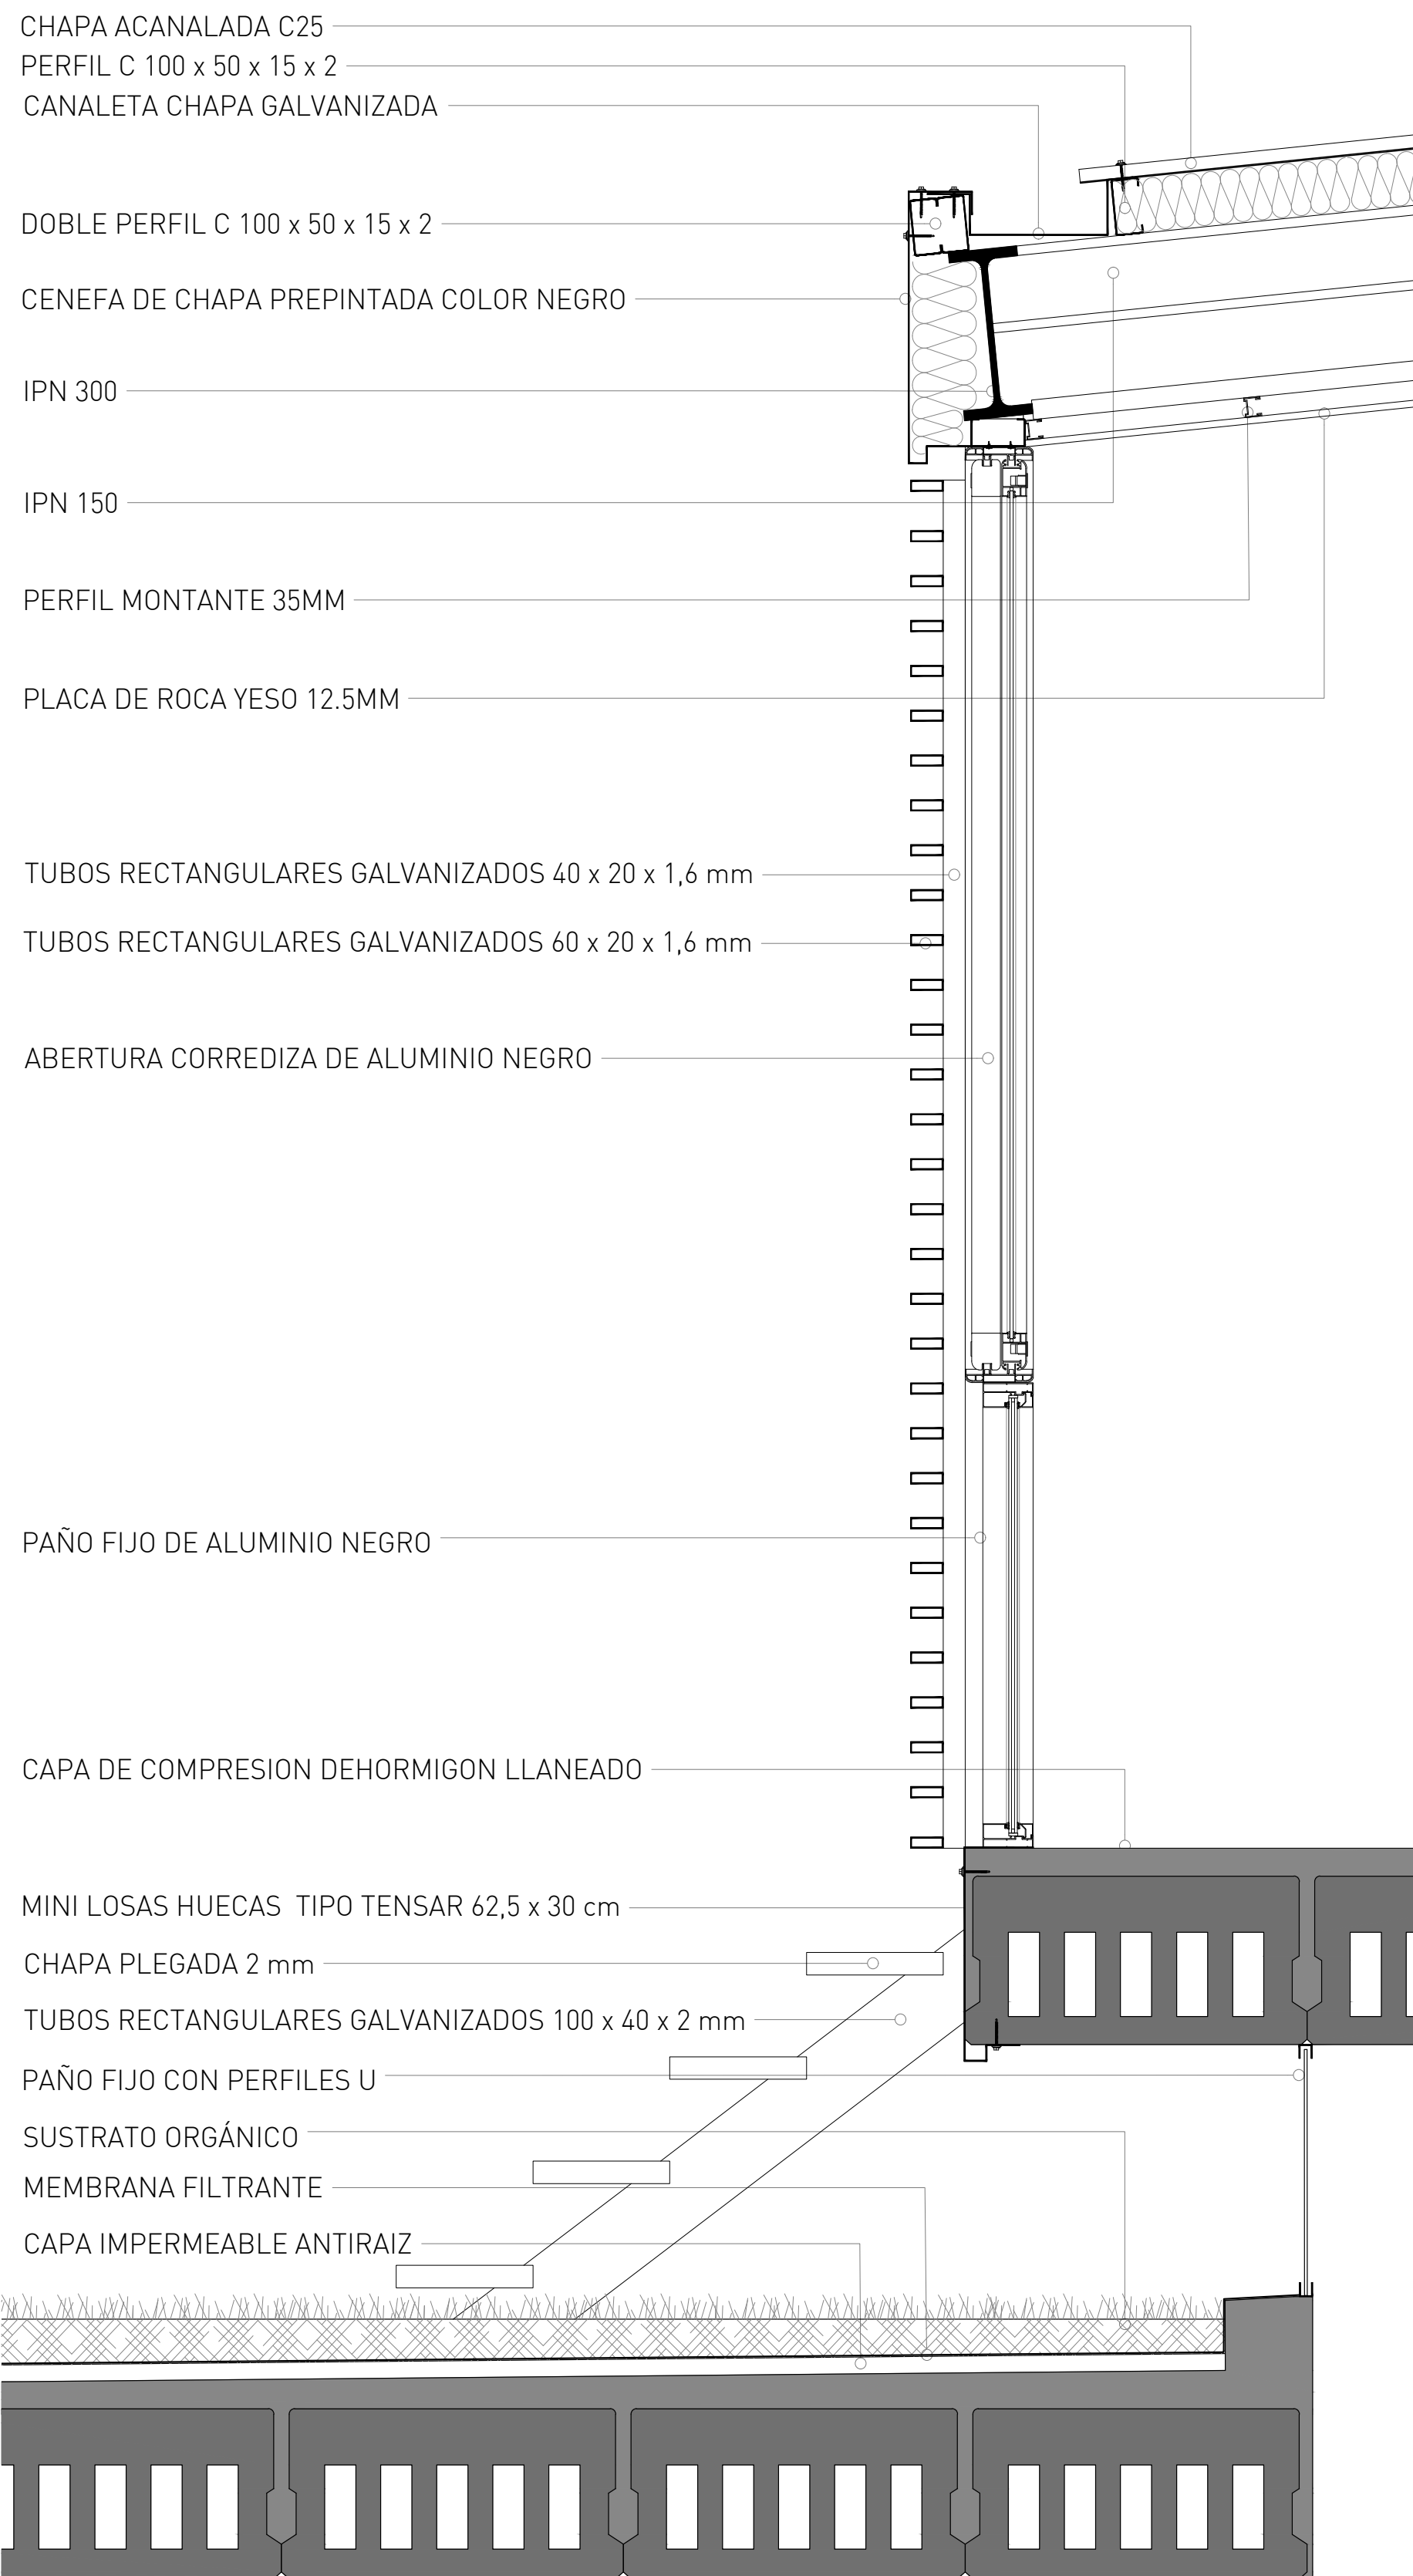 CHAPA ACANALADA C25
PERFIL C 100 x 50 x 15 x 2
CANALETA CHAPA GALVANIZADA
DOBLE PERFIL C 100 x 50 x 15 x 2
CENEFA DE CHAPA PREPINTADA COLOR NEGRO
IPN 300
IPN 150
PERFIL MONTANTE 35MM
PLACA DE ROCA YESO 12.5MM
TUBOS RECTANGULARES GALVANIZADOS 40 x 20 x 1,6 mm
TUBOS RECTANGULARES GALVANIZADOS 60 x 20 x 1,6 mm
ABERTURA CORREDIZA DE ALUMINIO NEGRO
PAÑO FIJO DE ALUMINIO NEGRO
CAPA DE COMPRESION DEHORMIGON LLANEADO
MINI LOSAS HUECAS  TIPO TENSAR 62,5 x 30 cm
CHAPA PLEGADA 2 mm
TUBOS RECTANGULARES GALVANIZADOS 100 x 40 x 2 mm
PAÑO FIJO CON PERFILES U
SUSTRATO ORGÁNICO
MEMBRANA FILTRANTE
CAPA IMPERMEABLE ANTIRAIZ